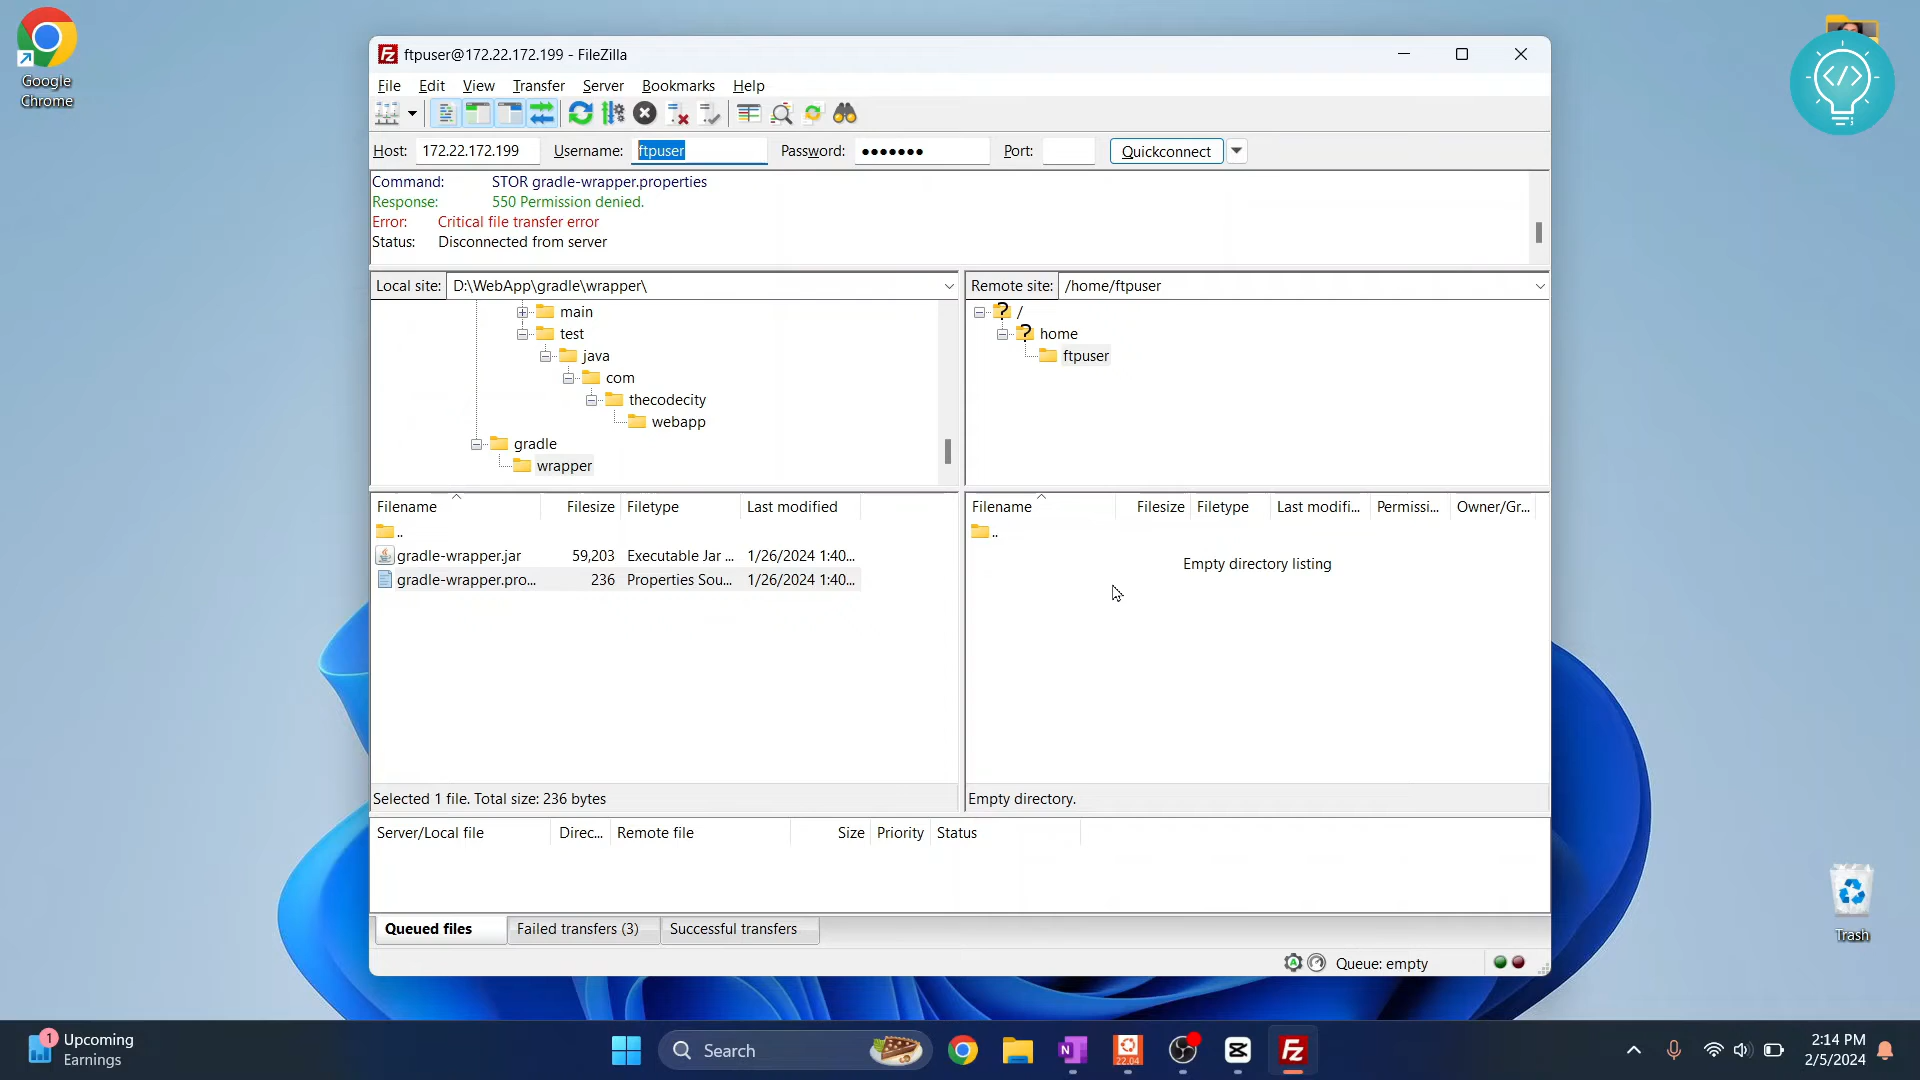 Google
Chrome
ftpuser@172.22.172.199 - FileZilla
File Edit View Transfer Server Bookmarks Help
Host: 172.22.172.199 Username: ftpuser Password: ●●●●●●● Port: Quickconnect
Command: STOR gradle-wrapper.properties
Response: 550 Permission denied.
Error: Critical file transfer error
Status: Disconnected from server
Local site: D:\WebApp\gradle\wrapper\
main
test
java
com
thecodecity
webapp
gradle
wrapper
Remote site: /home/ftpuser
/
home
ftpuser
Filename Filesize Filetype Last modified
..
gradle-wrapper.jar 59,203 Executable Jar ... 1/26/2024 1:40...
gradle-wrapper.pro... 236 Properties Sou... 1/26/2024 1:40...
Selected 1 file. Total size: 236 bytes
Filename Filesize Filetype Last modifi... Permissi... Owner/Gr...
..
Empty directory listing
Empty directory.
Server/Local file Direc... Remote file Size Priority Status
Queued files Failed transfers (3) Successful transfers
Queue: empty
Trash
1 Upcoming
Earnings
Search
22.04
2:14 PM
2/5/2024